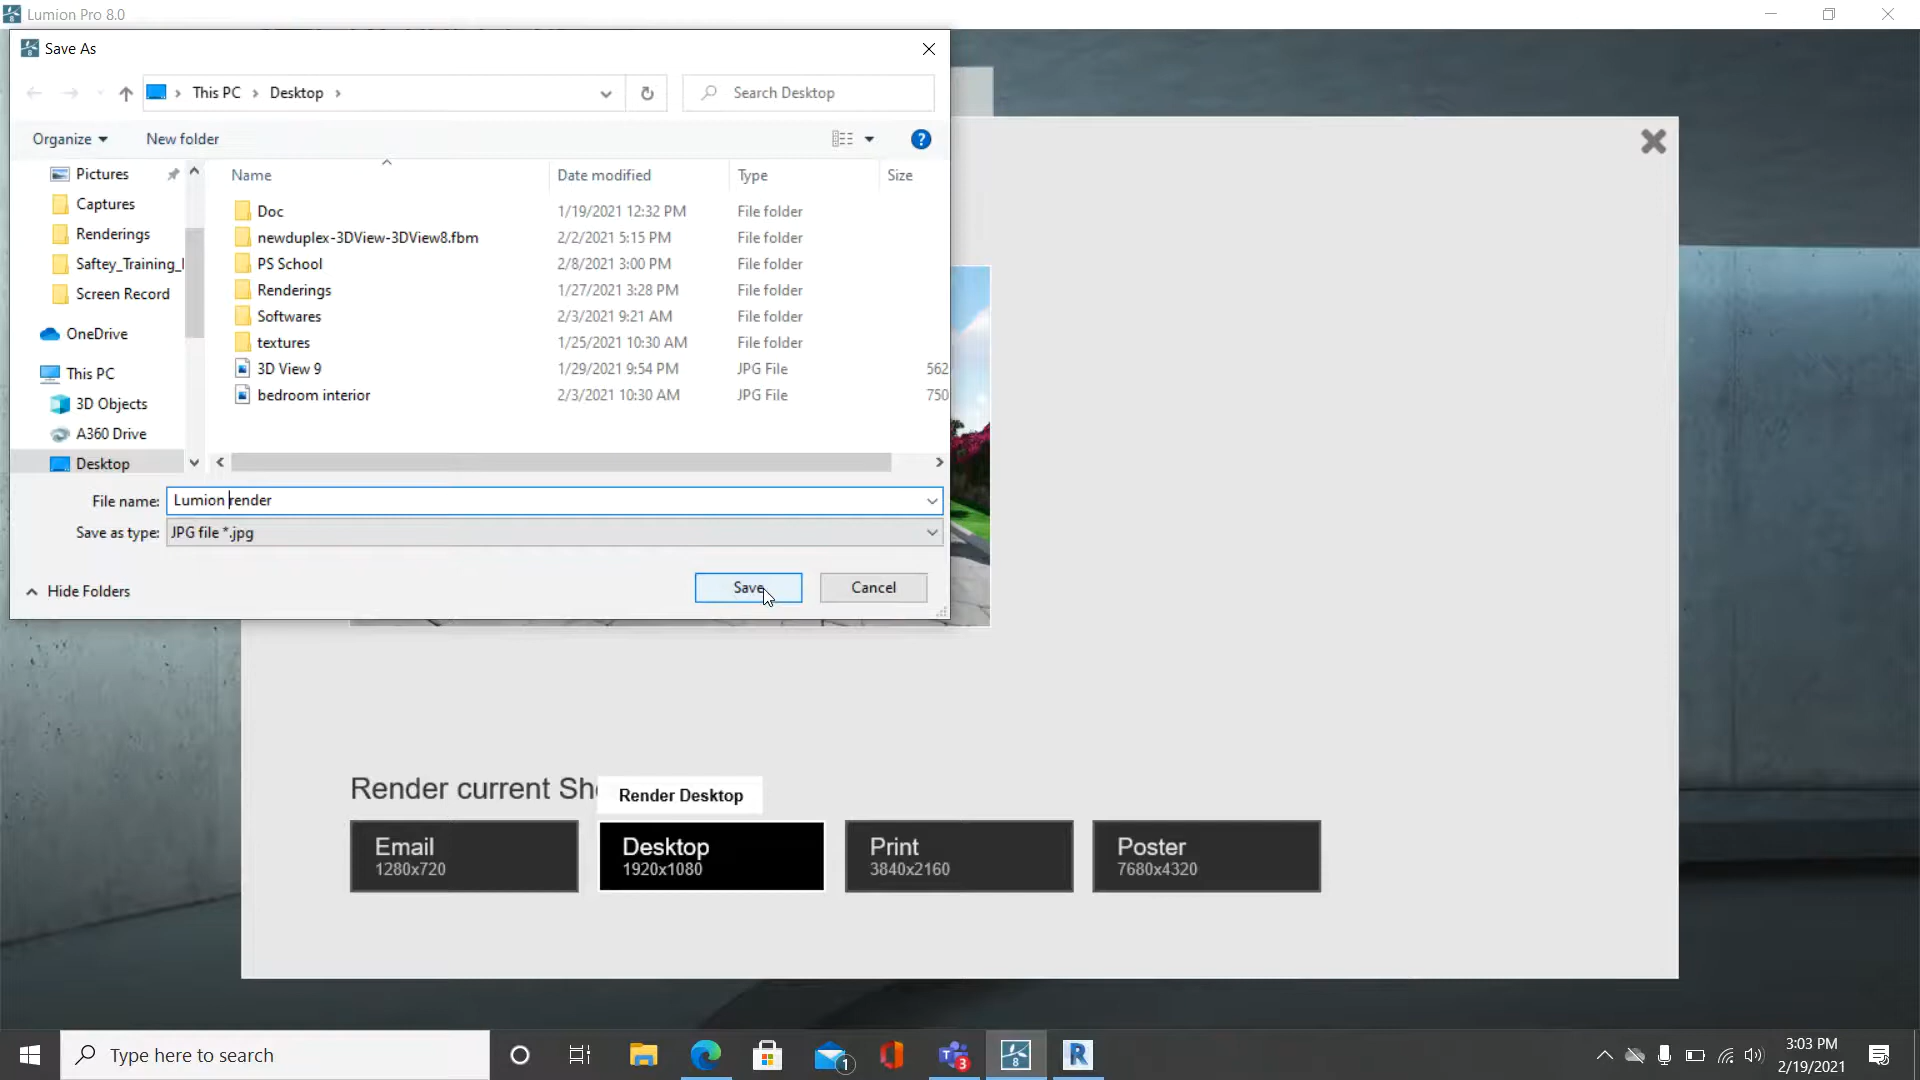 Lumion Pro 8.0
Save As
This PC > Desktop >
Search Desktop
Organize
New folder
Name Date modified Type Size
Pictures
Captures
Renderings
Saftey_Training_
Screen Record
OneDrive
This PC
3D Objects
A360 Drive
Desktop
Doc 1/19/2021 12:32 PM File folder
newduplex-3DView-3DView8.fbm 2/2/2021 5:15 PM File folder
PS School 2/8/2021 3:00 PM File folder
Renderings 1/27/2021 3:28 PM File folder
Softwares 2/3/2021 9:21 AM File folder
textures 1/25/2021 10:30 AM File folder
3D View 9 1/29/2021 9:54 PM JPG File 562
bedroom interior 2/3/2021 10:30 AM JPG File 750
File name: Lumion render
Save as type: JPG file *.jpg
Hide Folders
Save
Cancel
Render current Sh
Render Desktop
Email
1280x720
Desktop
1920x1080
Print
3840x2160
Poster
7680x4320
Type here to search
1
3
8
R
3:03 PM
2/19/2021